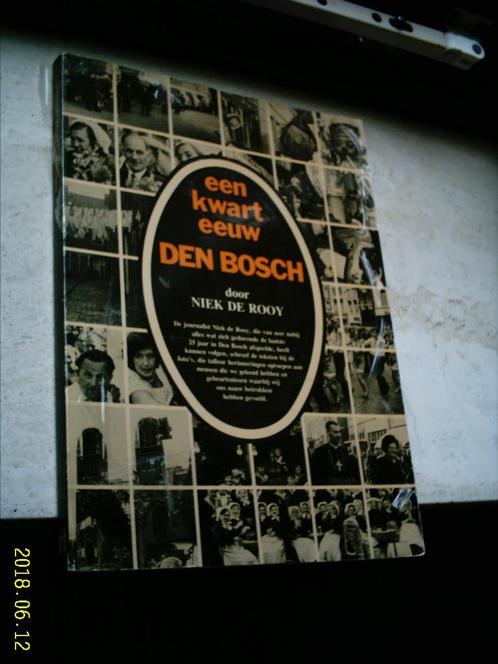 een
kwart
eeuw
DEN BOSCH
door
NIEK DE ROOY
De journalist Niek de Rooy, die van zeer nabij
alles wat zich gedurende de laatste
25 jaar in Den Bosch afspeelde, heeft
kunnen volgen, schreef de teksten bij de
foto's, die talloze herinneringen oproepen aan
mensen die we gekend hebben en
gebeurtenissen waarbij wij
ons nauw betrokken
hebben gevoeld.
2018.06.12